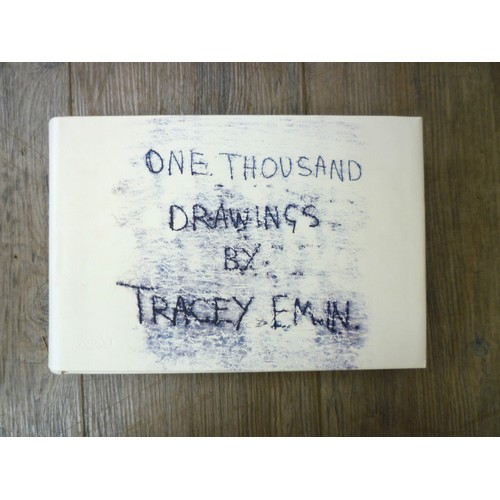 ONE. THOUSAND
DRAWINGS
BY.
TRACEY EMIN.